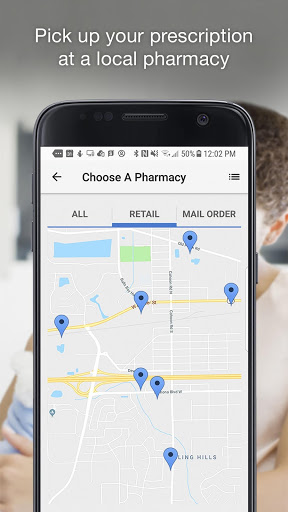 Pick up your prescription
at a local pharmacy
50% 12:02 PM
Choose A Pharmacy
ALL RETAIL MAIL ORDER
LING HILLS